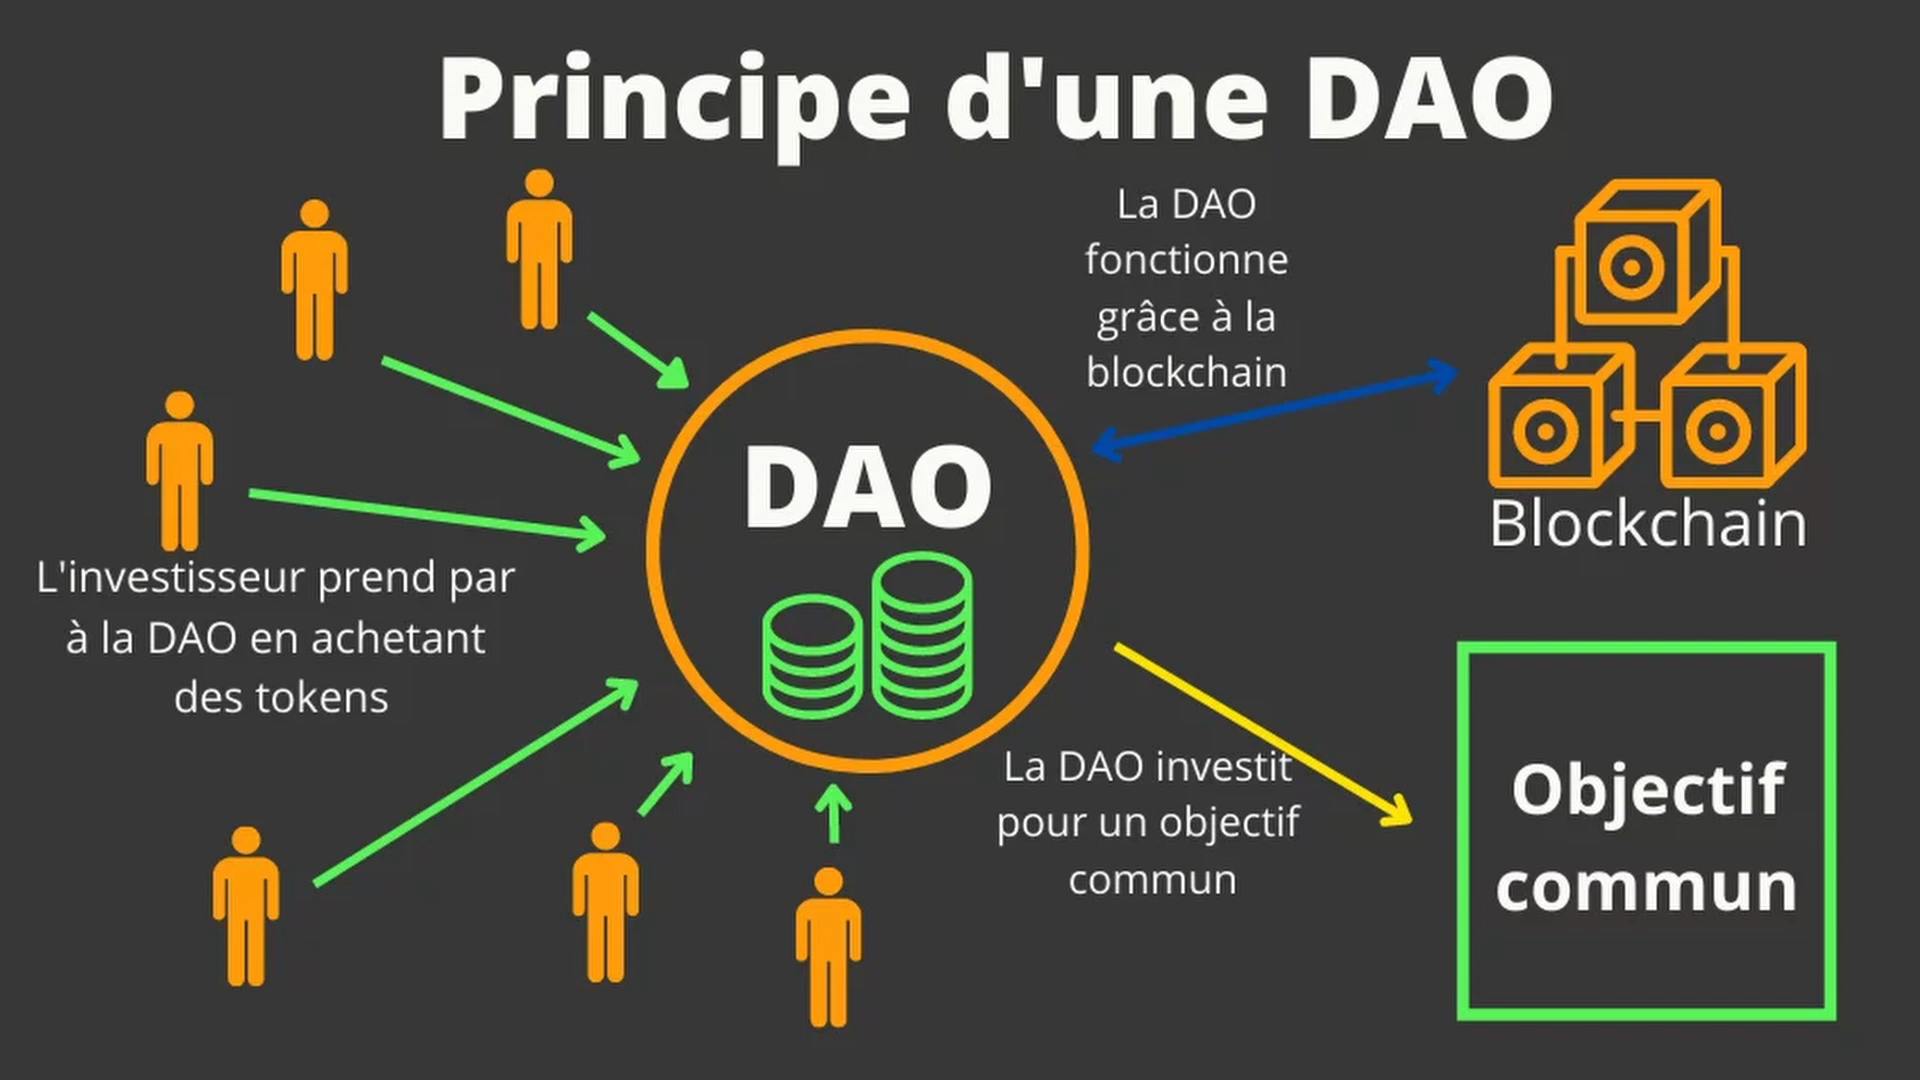 Principe d'une DAO
La DAO
fonctionne
grâce à la
blockchain
DAO
Blockchain
L'investisseur prend par
à la DAO en achetant
des tokens
La DAO investit
pour un objectif
commun
Objectif
commun